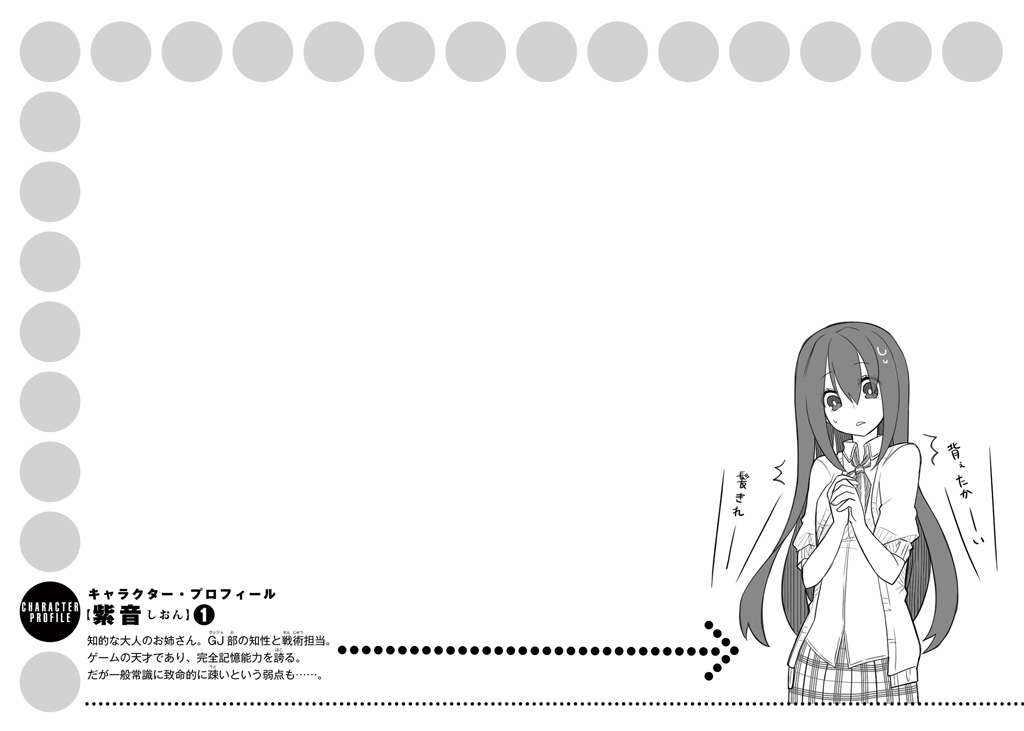 CHARACTER
PROFILE
キャラクター・プロフィール
【紫音 しおん】❶
知的な大人のお姉さん。GJ部の知性と戦術担当。
ゲームの天才であり、完全記憶能力を誇る。
だが一般常識に致命的に疎いという弱点も……。
背ぇたかーい
髪きれ